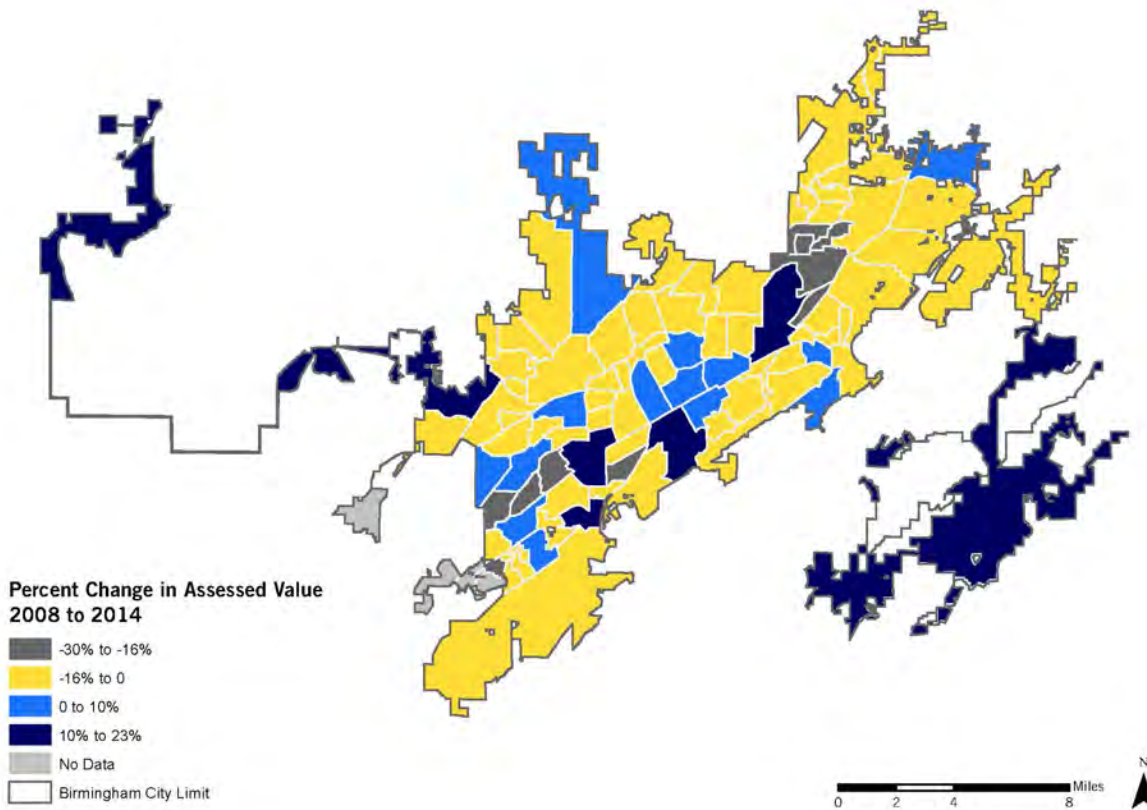 Percent Change in Assessed Value
2008 to 2014
-30% to -16%
-16% to 0
0 to 10%
10% to 23%
No Data
Birmingham City Limit
Miles
0 2 4 8
N